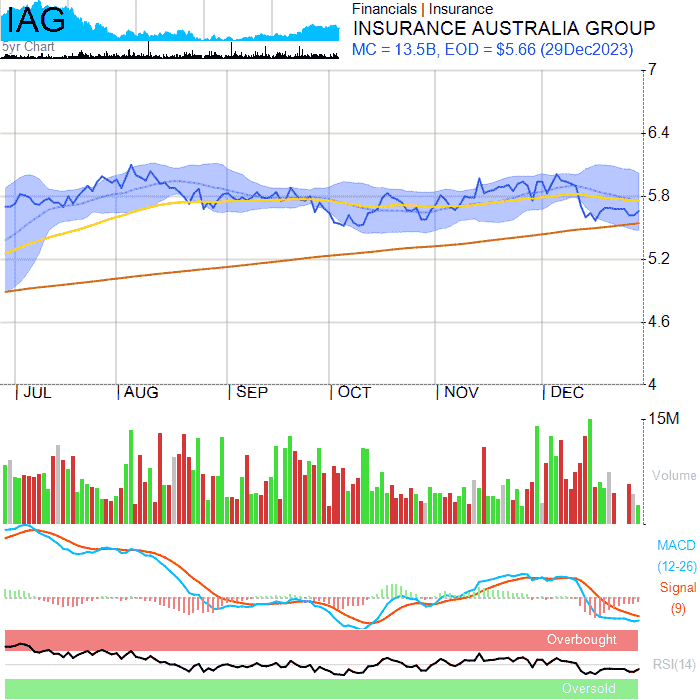 IAG
5yr Chart
Financials | Insurance
INSURANCE AUSTRALIA GROUP
MC = 13.5B, EOD = $5.66 (29Dec2023)
7
6.4
5.8
5.2
4.6
4
| JUL | AUG | SEP | OCT | NOV | DEC
15M
Volume
MACD
(12-26)
Signal
(9)
Overbought
RSI(14)
Oversold